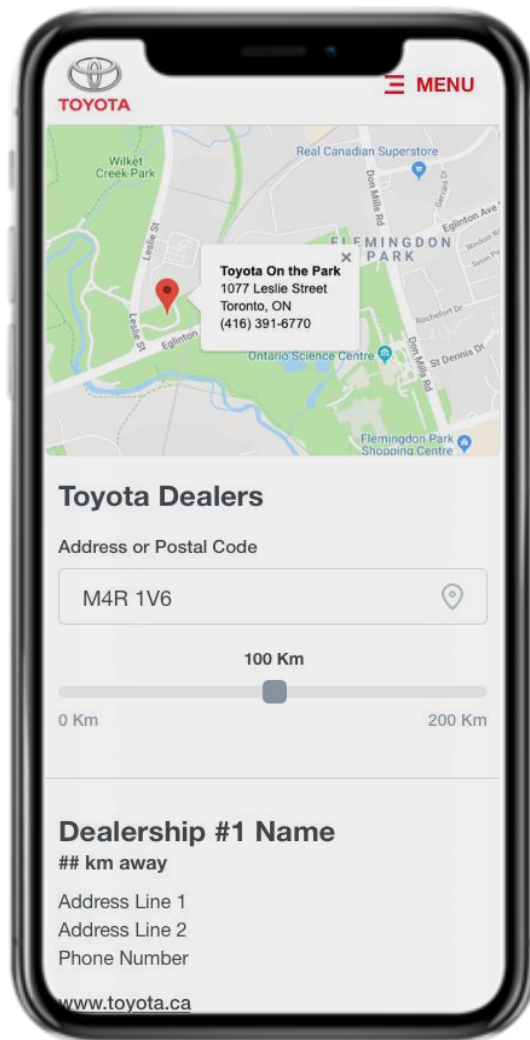 TOYOTA
MENU
Real Canadian Superstore
Wilket
Creek Park
Don Mills Rd
Gervais Dr
Eglinton Ave
Leslie St
FLEMINGDON
PARK
Toyota On the Park
1077 Leslie Street
Toronto, ON
(416) 391-6770
Rochefort Dr
Leslie St
Eglinton
Ontario Science Centre
Don Mills Rd
St Dennis Dr
Flemingdon Park
Shopping Centre
Toyota Dealers
Address or Postal Code
M4R 1V6
100 Km
0 Km
200 Km
Dealership #1 Name
## km away
Address Line 1
Address Line 2
Phone Number
www.toyota.ca